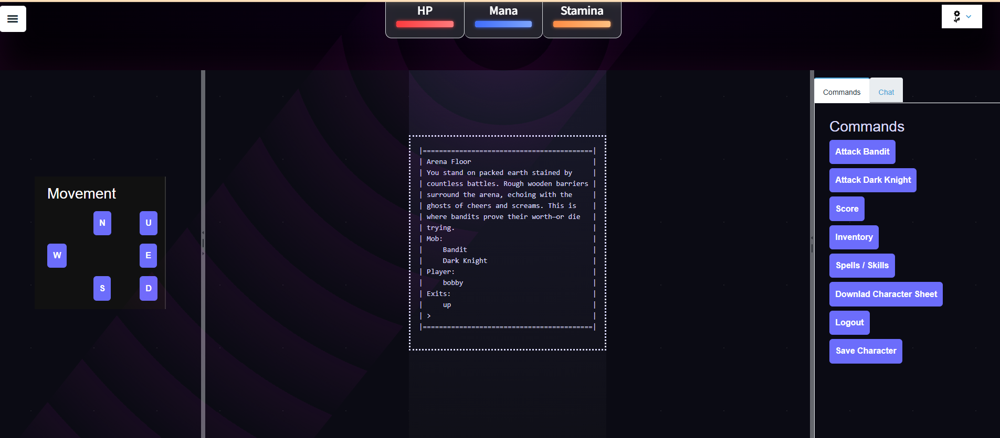 HP Mana Stamina
Movement
N U
W E
S D
|==========================================|
| Arena Floor |
| You stand on packed earth stained by |
| countless battles. Rough wooden barriers |
| surround the arena, echoing with the |
| ghosts of cheers and screams. This is |
| where bandits prove their worth—or die |
| trying. |
| Mob: |
| Bandit |
| Dark Knight |
| Player: |
| bobby |
| Exits: |
| up |
| > |
|==========================================|
Commands Chat
Commands
Attack Bandit
Attack Dark Knight
Score
Inventory
Spells / Skills
Downlad Character Sheet
Logout
Save Character